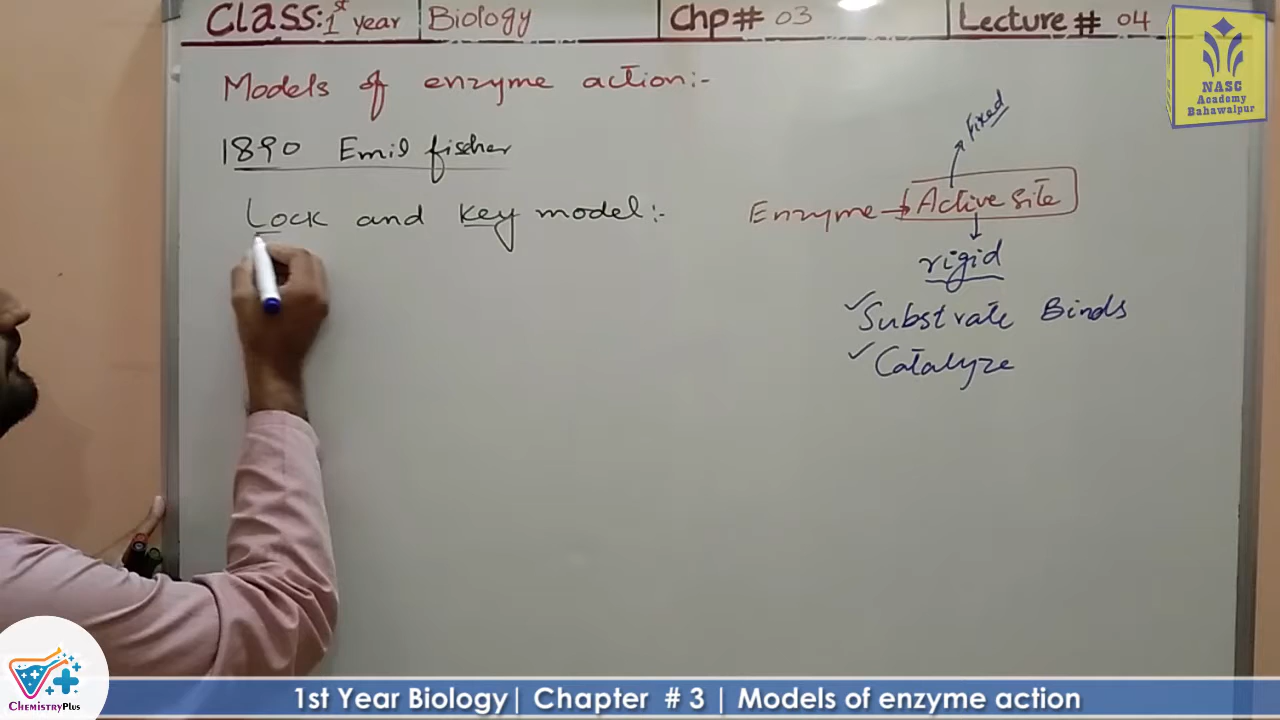 Class: 1st year | Biology | Chp# 03 | Lecture # 04
NASC
Academy
Bahawalpur
Models of enzyme action:-
1890 Emil fischer
Lock and key model:-
Fixed
Enzyme → Active site
rigid
✓Substrate Binds
✓Catalyze
ChemistryPlus
1st Year Biology| Chapter # 3 | Models of enzyme action